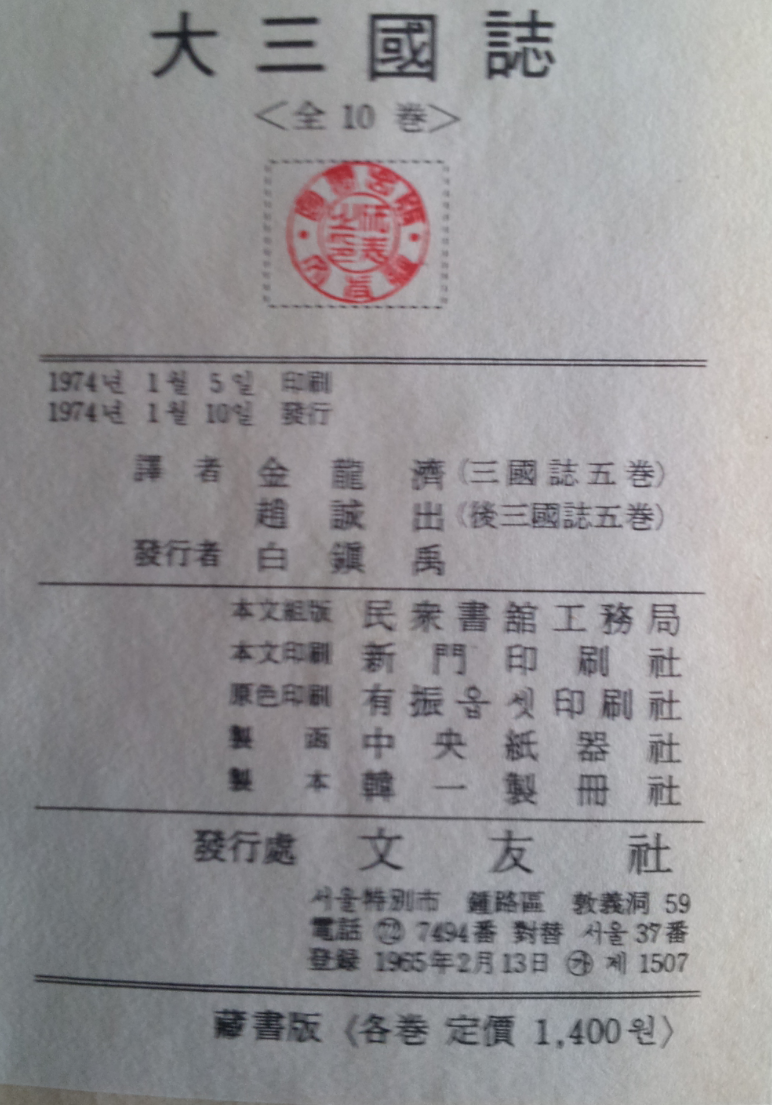 大三國誌
<全 10 巻>
1974년 1월 5일 印刷
1974년 1월 10일 發行
譯者 金龍濟 (三國誌五巻)
趙誠出 (後三國誌五巻)
發行者 白鎭禹
本文組版 民衆書舘工務局
本文印刷 新門印刷社
原色印刷 有振옵셋印刷社
製函 中央紙器社
製本 韓一製冊社
發行處 文友社
서울特別市 鍾路區 敦義洞 59
電話 ㊆ 7494番 對替 서울 37番
登録 1965年2月13日 ㉮ 제 1507
藏書版 《各巻 定價 1,400원》